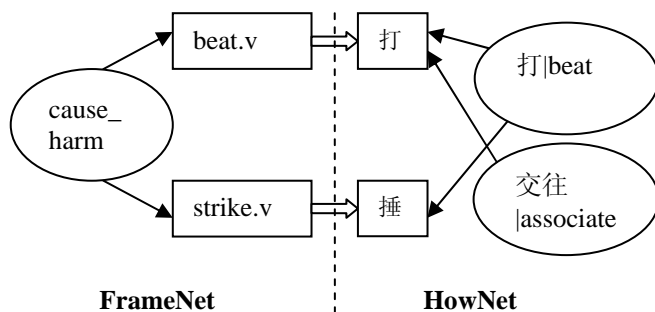 beat.v
打
打|beat
cause_
harm
strike.v
捶
交往
|associate
FrameNet
HowNet